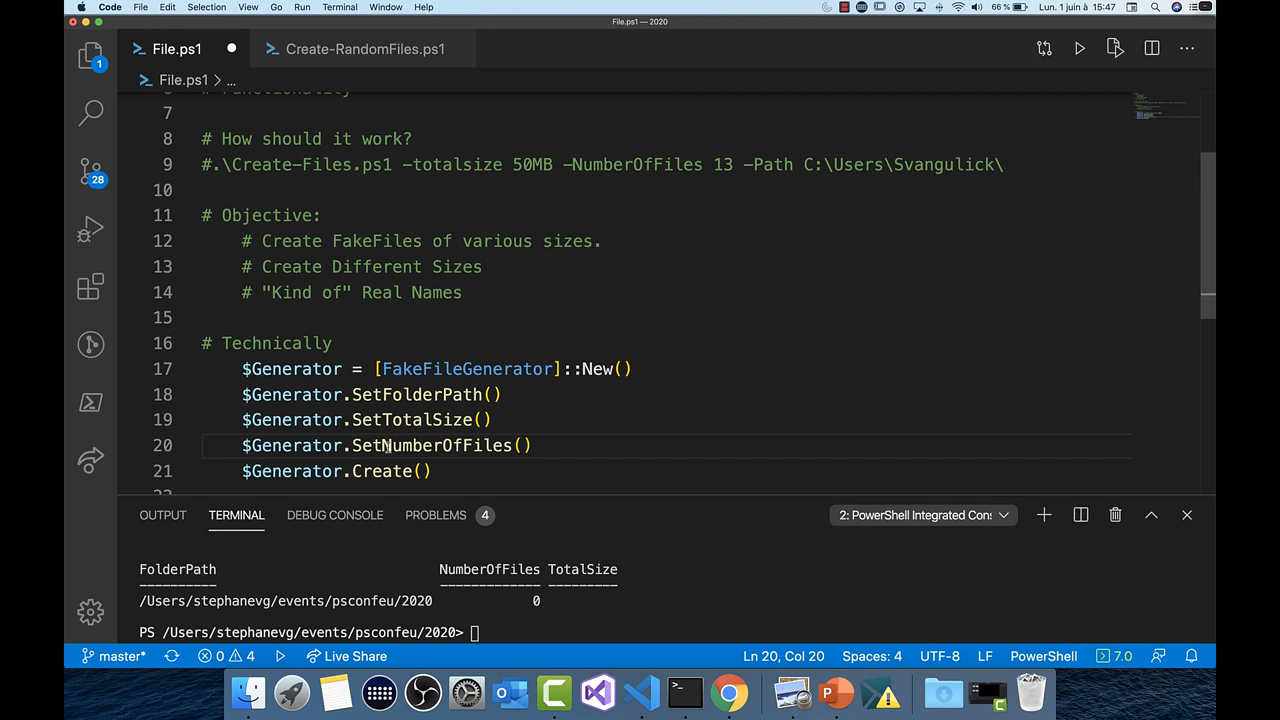 Code File Edit Selection View Go Run Terminal Window Help 66 % Lun. 1 juin à 15:47
File.ps1 — 2020
File.ps1 Create-RandomFiles.ps1
File.ps1 > ...
6 # Functionality
7
8 # How should it work?
9 #.\Create-Files.ps1 -totalsize 50MB -NumberOfFiles 13 -Path C:\Users\Svangulick\
10
11 # Objective:
12 # Create FakeFiles of various sizes.
13 # Create Different Sizes
14 # "Kind of" Real Names
15
16 # Technically
17 $Generator = [FakeFileGenerator]::New()
18 $Generator.SetFolderPath()
19 $Generator.SetTotalSize()
20 $Generator.SetNumberOfFiles()
21 $Generator.Create()
22
1
28
OUTPUT TERMINAL DEBUG CONSOLE PROBLEMS 4 2: PowerShell Integrated Cons
FolderPath NumberOfFiles TotalSize
---------- ------------- ---------
/Users/stephanevg/events/psconfeu/2020 0
PS /Users/stephanevg/events/psconfeu/2020>
master* 0 4 Live Share Ln 20, Col 20 Spaces: 4 UTF-8 LF PowerShell 7.0